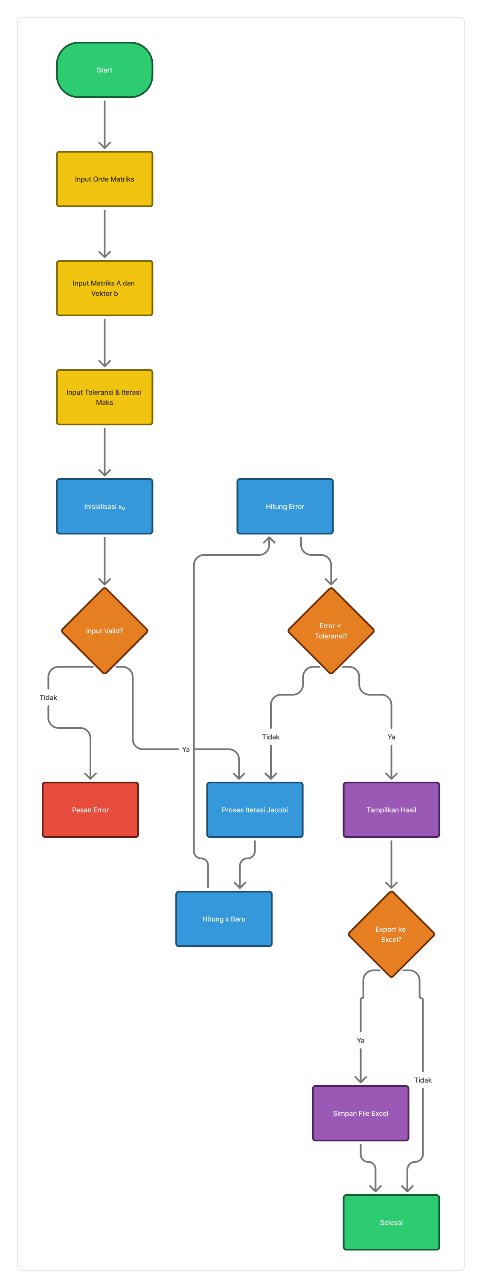 Start
Input Orde Matriks
Input Matriks A dan
Vektor b
Input Toleransi & Iterasi
Maks
Inisialisasi x₀
Hitung Error
Input Valid?
Error <
Toleransi?
Tidak
Ya
Tidak
Ya
Pesan Error
Proses Iterasi Jacobi
Tampilkan Hasil
Hitung x Baru
Export ke
Excel?
Ya
Tidak
Simpan File Excel
Selesai